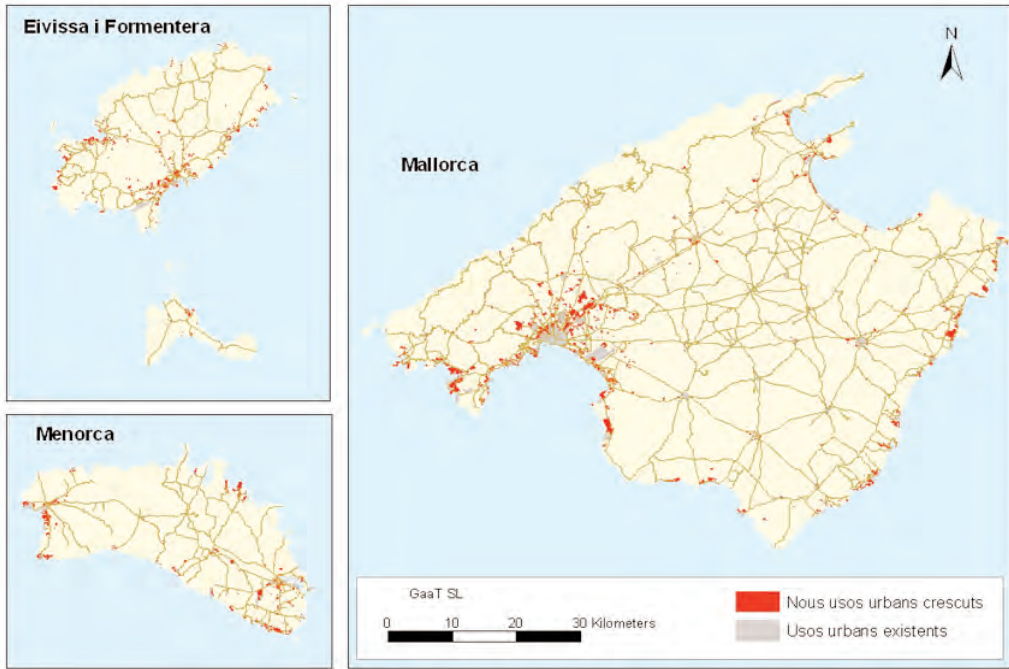 Eivissa i Formentera
N
Mallorca
Menorca
GaaT SL
0 10 20 30 Kilometers
Nous usos urbans crescuts
Usos urbans existents